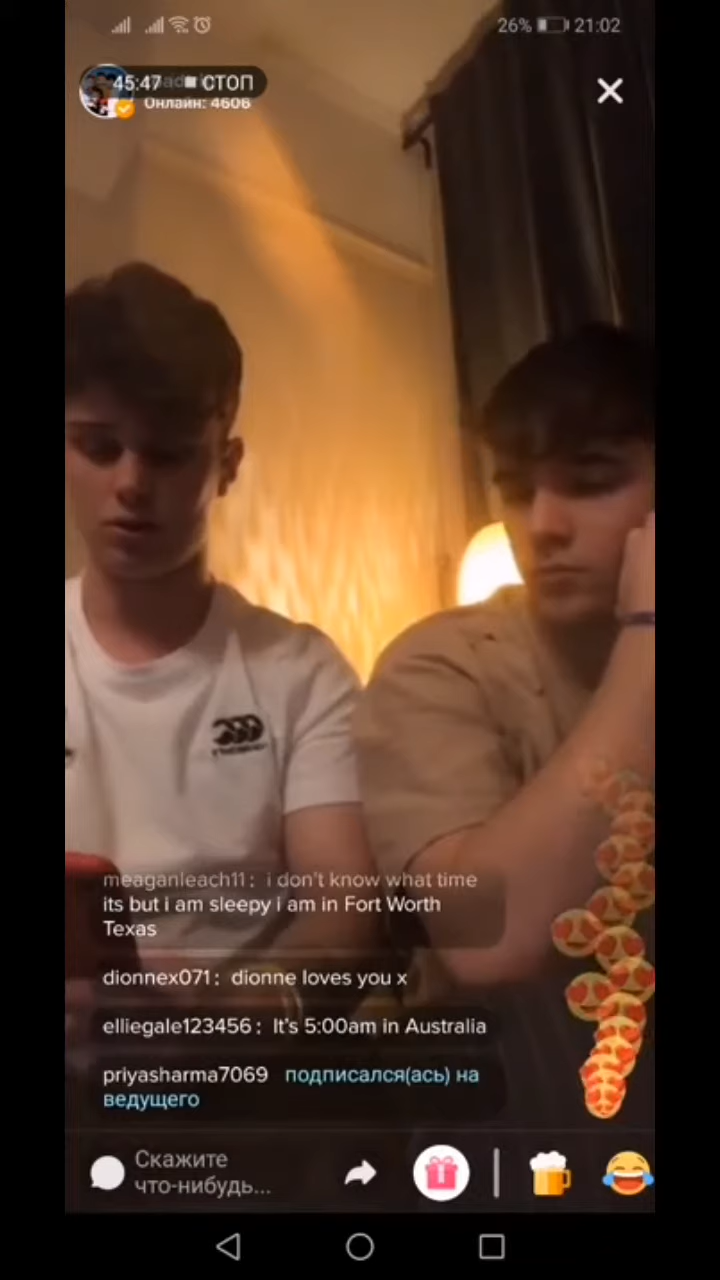 26% 21:02
45:47 СТОП
Онлайн: 4606
meaganleach11: i don't know what time
its but i am sleepy i am in Fort Worth
Texas
dionnex071: dionne loves you x
elliegale123456: It's 5:00am in Australia
priyasharma7069 подписался(ась) на
ведущего
Скажите
что-нибудь...